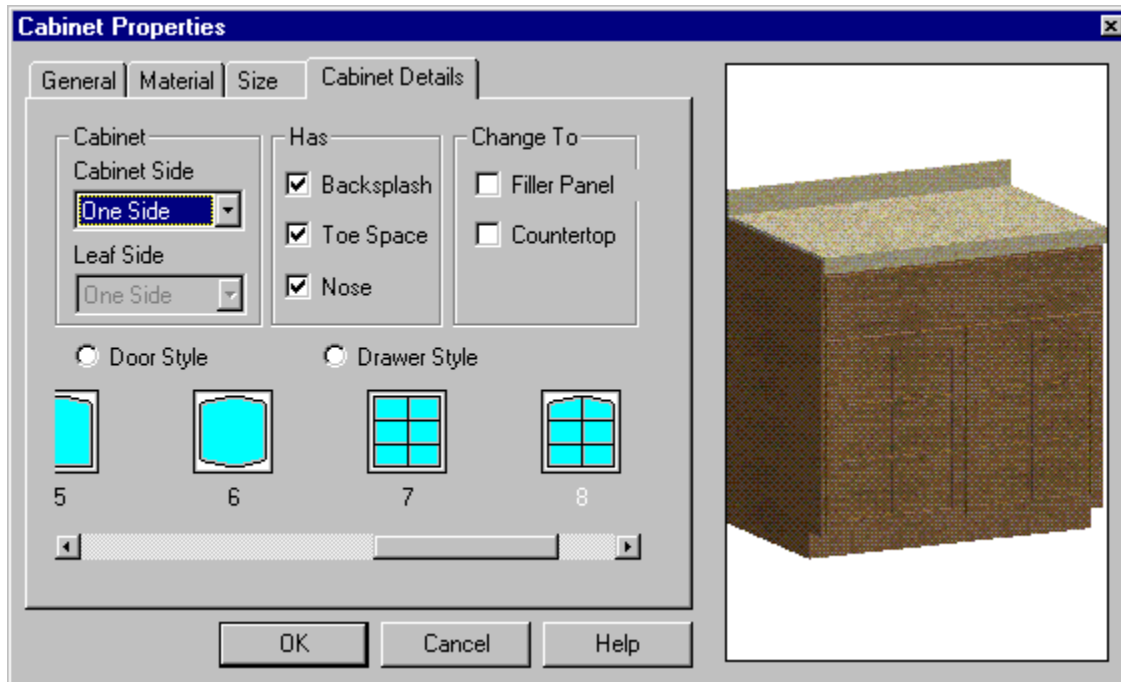 Cabinet Properties
General Material Size Cabinet Details
Cabinet
Cabinet Side
One Side
Leaf Side
One Side
Has
Backsplash
Toe Space
Nose
Change To
Filler Panel
Countertop
Door Style Drawer Style
5 6 7 8
OK Cancel Help